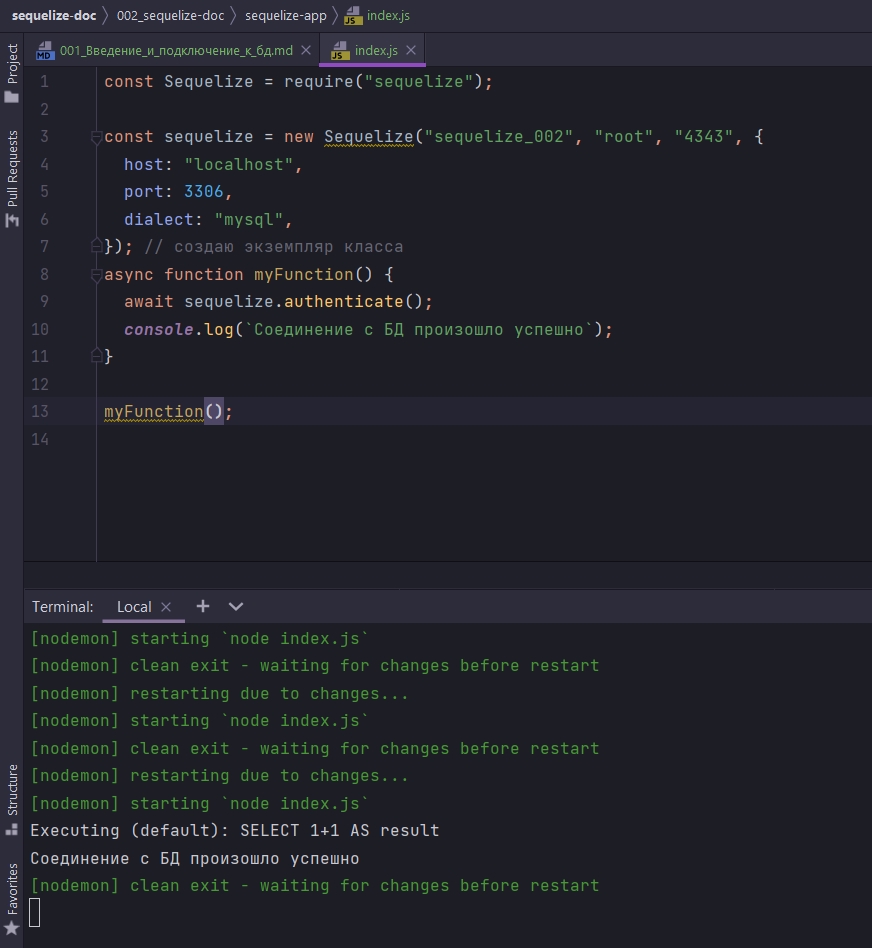 sequelize-doc 002_sequelize-doc sequelize-app index.js
Project
Pull Requests
Structure
Favorites
001_Введение_и_подключение_к_бд.md index.js
1 const Sequelize = require("sequelize");
2
3 const sequelize = new Sequelize("sequelize_002", "root", "4343", {
4 host: "localhost",
5 port: 3306,
6 dialect: "mysql",
7 }); // создаю экземпляр класса
8 async function myFunction() {
9 await sequelize.authenticate();
10 console.log(`Соединение с БД произошло успешно`);
11 }
12
13 myFunction();
14
Terminal: Local
[nodemon] starting `node index.js`
[nodemon] clean exit - waiting for changes before restart
[nodemon] restarting due to changes...
[nodemon] starting `node index.js`
[nodemon] clean exit - waiting for changes before restart
[nodemon] restarting due to changes...
[nodemon] starting `node index.js`
Executing (default): SELECT 1+1 AS result
Соединение с БД произошло успешно
[nodemon] clean exit - waiting for changes before restart